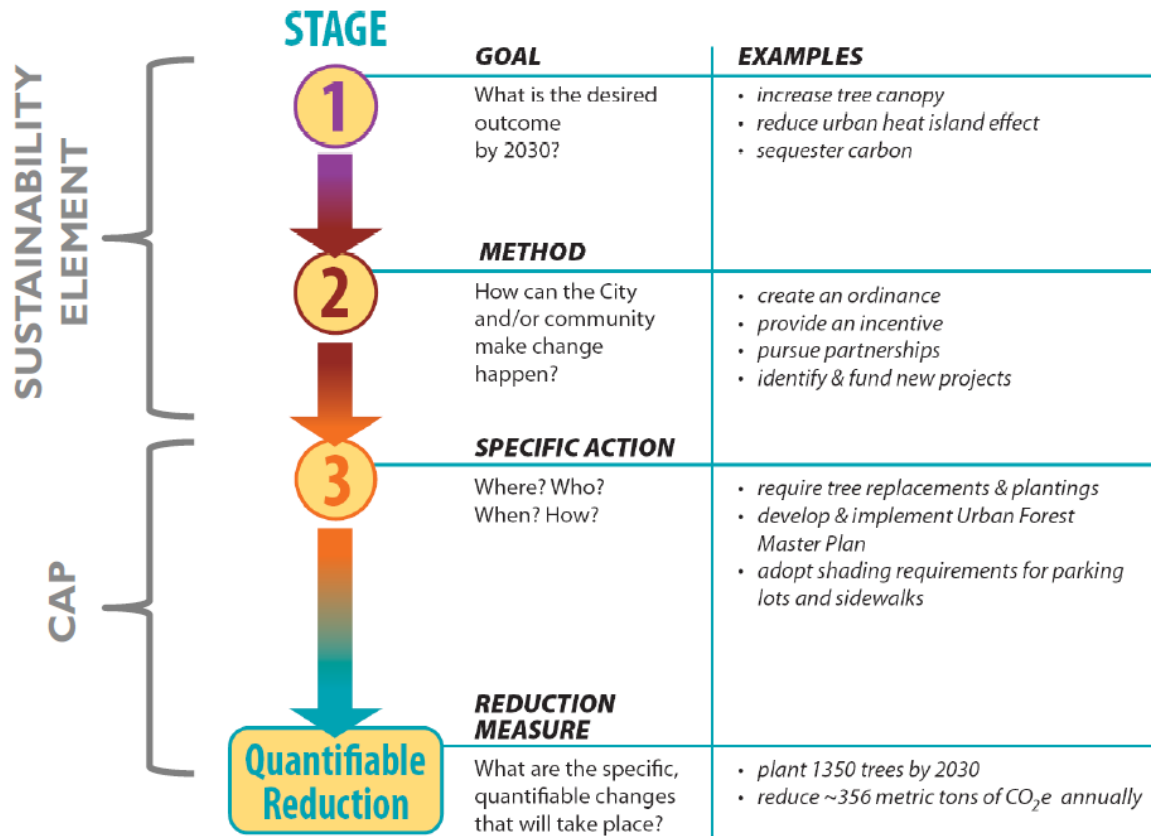 STAGE
SUSTAINABILITY
ELEMENT
1
GOAL
What is the desired
outcome
by 2030?
EXAMPLES
• increase tree canopy
• reduce urban heat island effect
• sequester carbon
2
METHOD
How can the City
and/or community
make change
happen?
• create an ordinance
• provide an incentive
• pursue partnerships
• identify & fund new projects
CAP
3
SPECIFIC ACTION
Where? Who?
When? How?
• require tree replacements & plantings
• develop & implement Urban Forest
Master Plan
• adopt shading requirements for parking
lots and sidewalks
Quantifiable
Reduction
REDUCTION
MEASURE
What are the specific,
quantifiable changes
that will take place?
• plant 1350 trees by 2030
• reduce ~356 metric tons of CO₂e annually